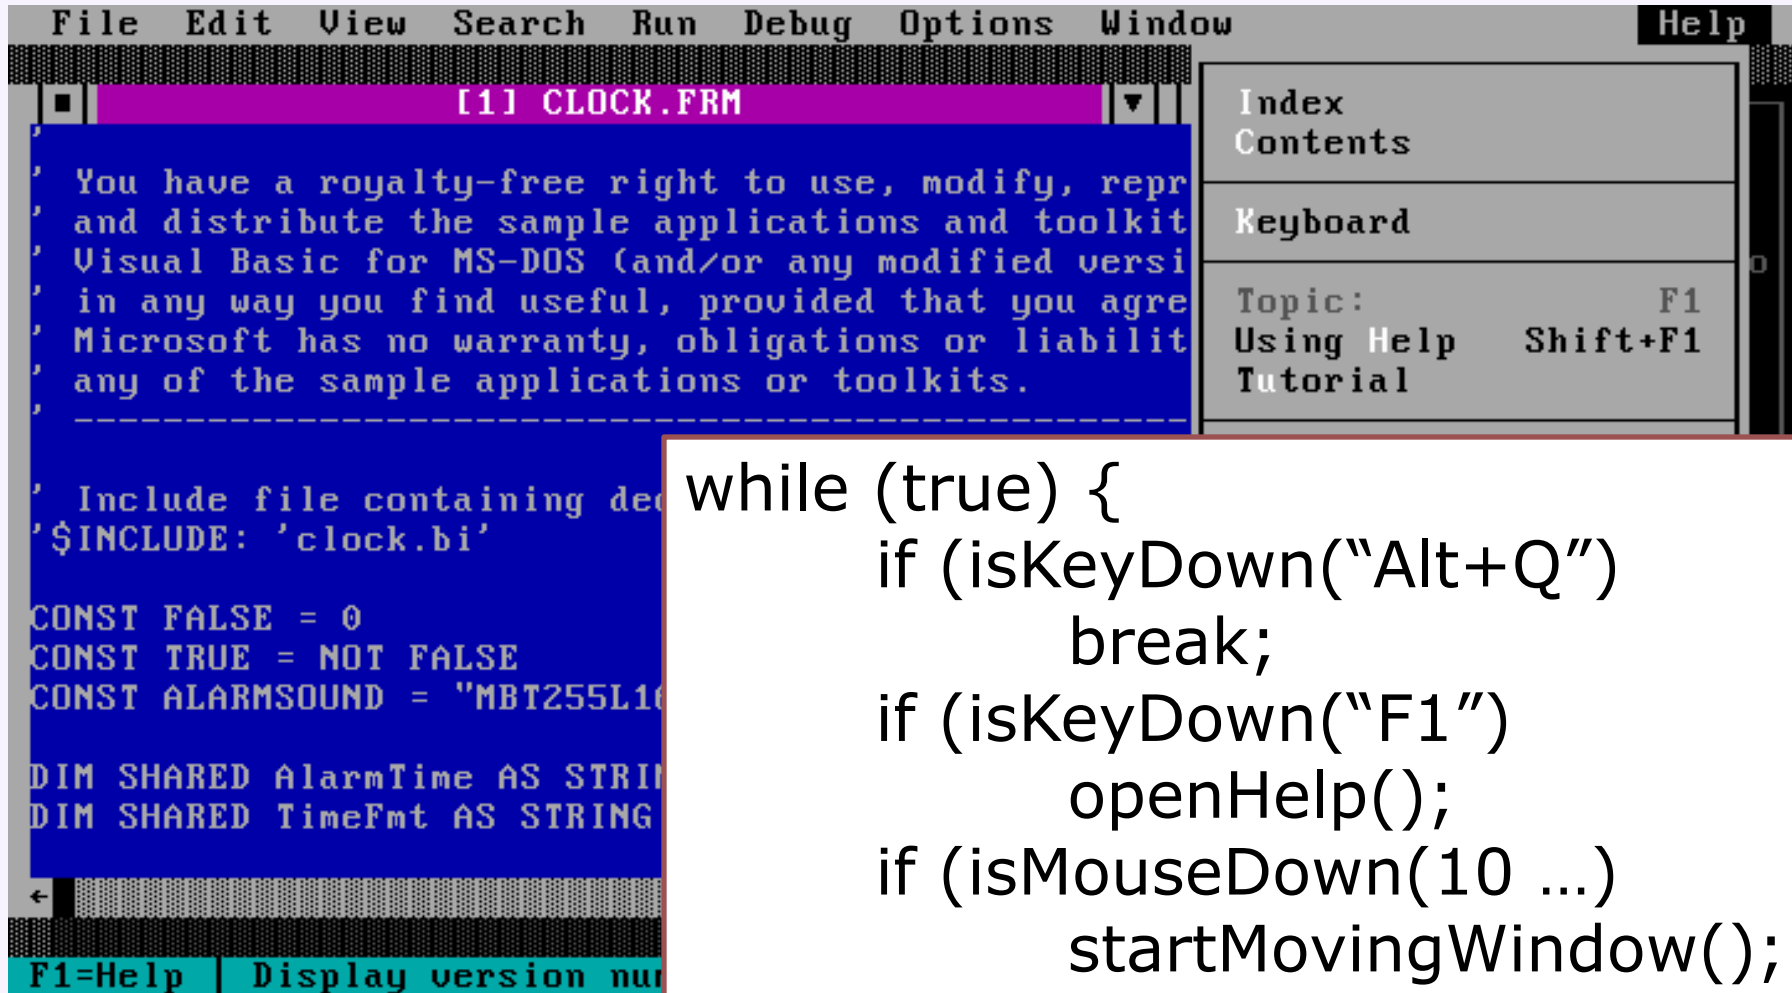 File Edit View Search Run Debug Options Window Help
[1] CLOCK.FRM
'
' You have a royalty-free right to use, modify, repr
' and distribute the sample applications and toolkit
' Visual Basic for MS-DOS (and/or any modified versi
' in any way you find useful, provided that you agre
' Microsoft has no warranty, obligations or liabilit
' any of the sample applications or toolkits.
' ---------------------------------------------------
' Include file containing dec
'$INCLUDE: 'clock.bi'
CONST FALSE = 0
CONST TRUE = NOT FALSE
CONST ALARMSOUND = "MBT255L16
DIM SHARED AlarmTime AS STRIN
DIM SHARED TimeFmt AS STRING
F1=Help | Display version nu
Index
Contents
Keyboard
Topic: F1
Using Help Shift+F1
Tutorial
while (true) {
if (isKeyDown(“Alt+Q”)
break;
if (isKeyDown(“F1”)
openHelp();
if (isMouseDown(10 …)
startMovingWindow();